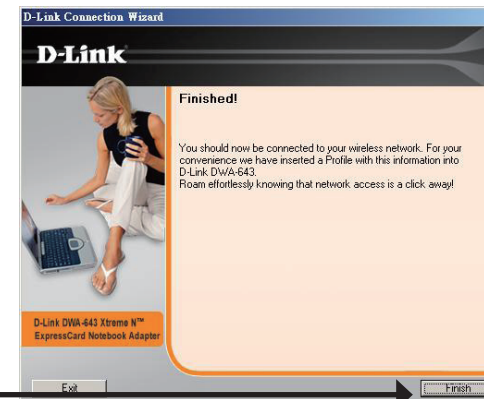 D-Link Connection Wizard
D-Link
Finished!
You should now be connected to your wireless network. For your
convenience we have inserted a Profile with this information into
D-Link DWA-643.
Roam effortlessly knowing that network access is a click away!
D-Link DWA-643 Xtreme N™
ExpressCard Notebook Adapter
Exit
Finish